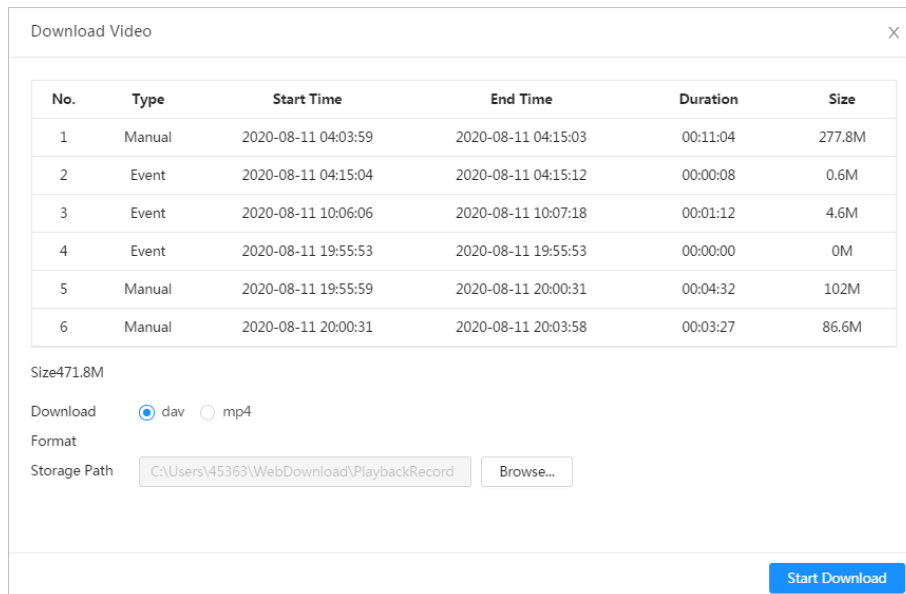 Download Video
No. Type Start Time End Time Duration Size
1 Manual 2020-08-11 04:03:59 2020-08-11 04:15:03 00:11:04 277.8M
2 Event 2020-08-11 04:15:04 2020-08-11 04:15:12 00:00:08 0.6M
3 Event 2020-08-11 10:06:06 2020-08-11 10:07:18 00:01:12 4.6M
4 Event 2020-08-11 19:55:53 2020-08-11 19:55:53 00:00:00 0M
5 Manual 2020-08-11 19:55:59 2020-08-11 20:00:31 00:04:32 102M
6 Manual 2020-08-11 20:00:31 2020-08-11 20:03:58 00:03:27 86.6M
Size471.8M
Download dav mp4
Format
Storage Path C:\Users\45363\WebDownload\PlaybackRecord Browse...
Start Download